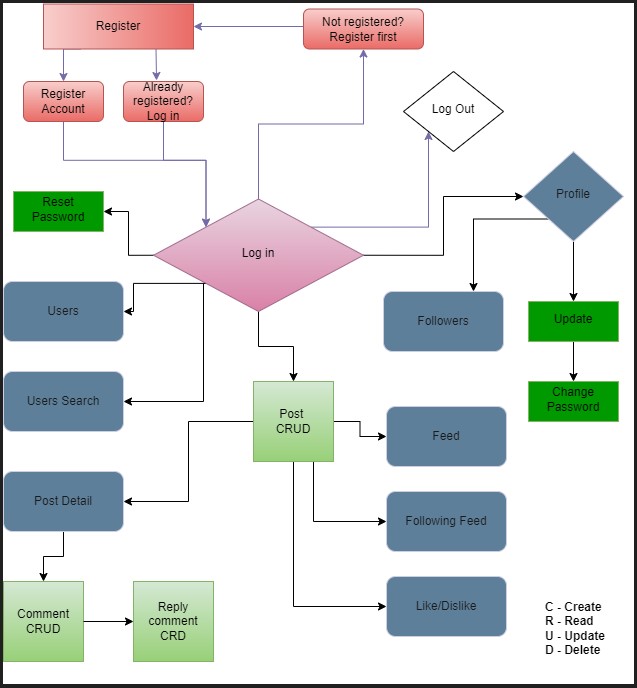 Register
Not registered?
Register first
Register
Account
Already
registered?
Log in
Log Out
Reset
Password
Log in
Profile
Users
Followers
Update
Users Search
Post
CRUD
Change
Password
Feed
Post Detail
Following Feed
Comment
CRUD
Reply
comment
CRD
Like/Dislike
C - Create
R - Read
U - Update
D - Delete